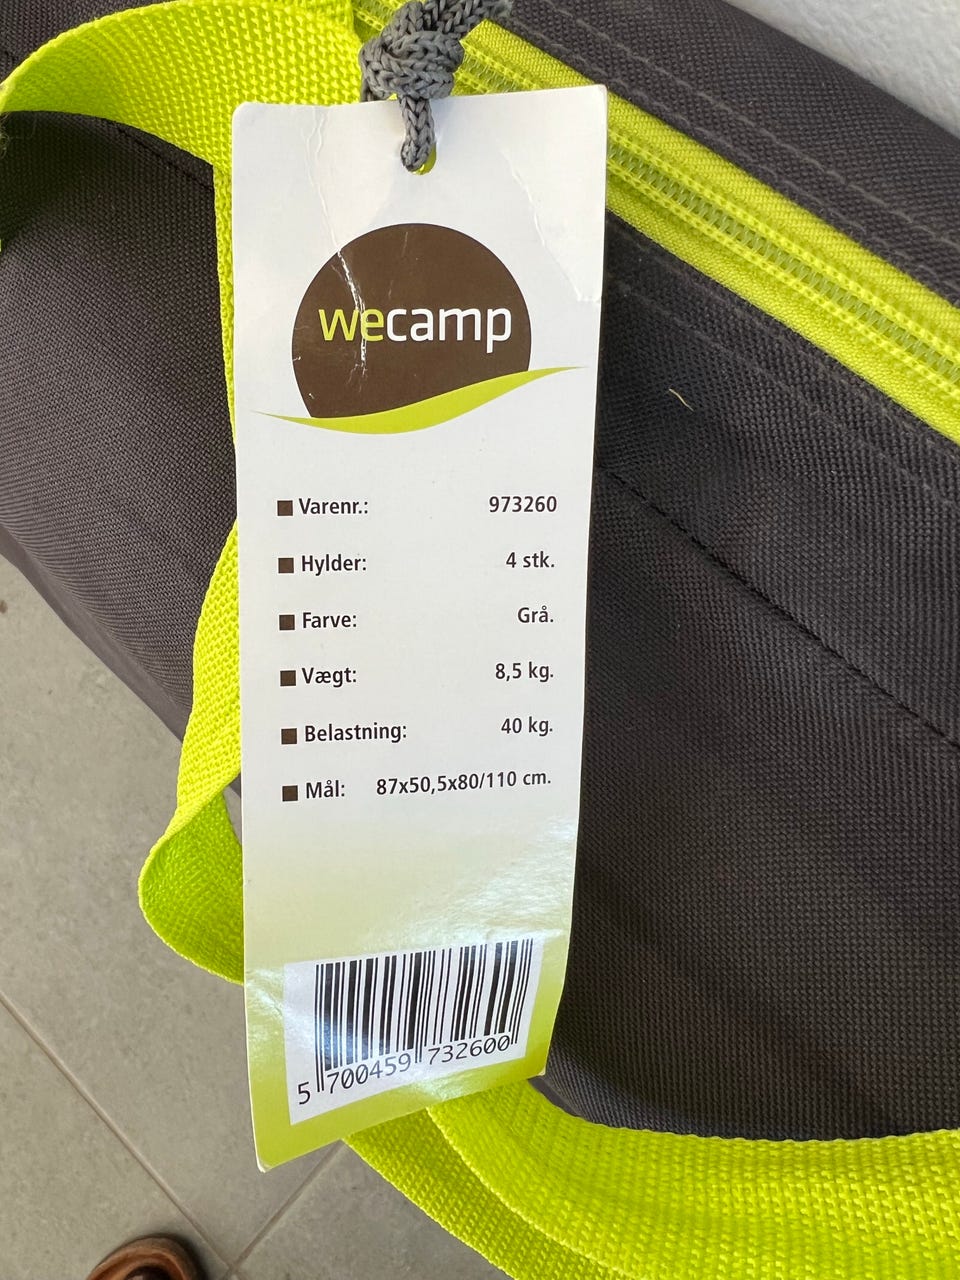 wecamp
Varenr.: 973260
Hylder: 4 stk.
Farve: Grå.
Vægt: 8,5 kg.
Belastning: 40 kg.
Mål: 87x50,5x80/110 cm.
5 700459 732600